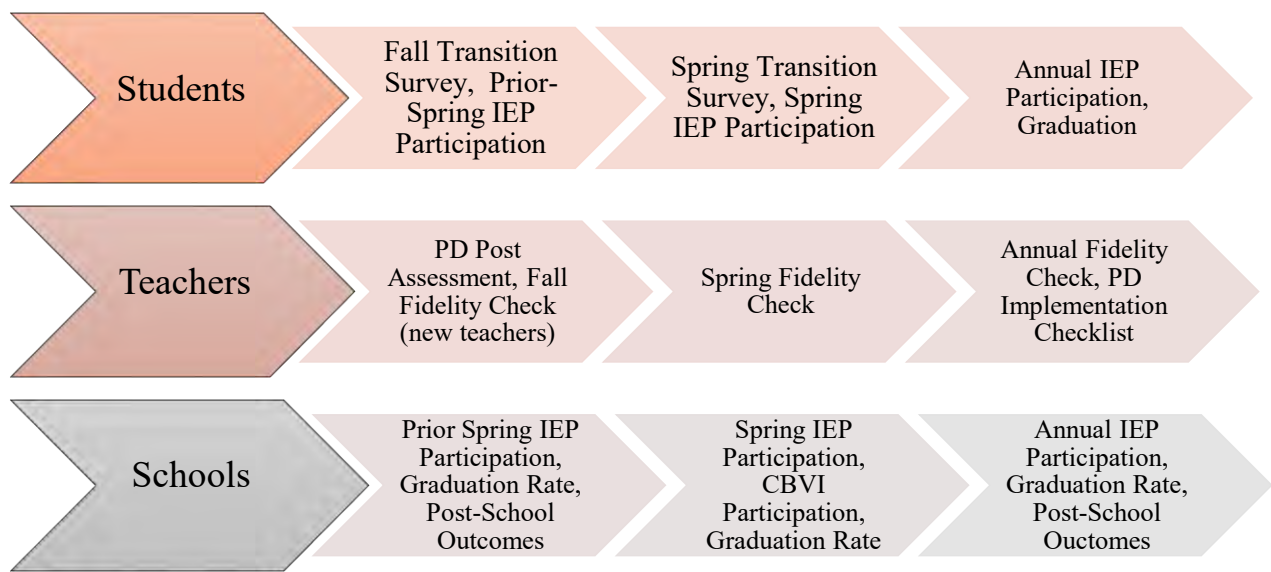 Students
Fall Transition
Survey, Prior-
Spring IEP
Participation
Spring Transition
Survey, Spring
IEP Participation
Annual IEP
Participation,
Graduation
Teachers
PD Post
Assessment, Fall
Fidelity Check
(new teachers)
Spring Fidelity
Check
Annual Fidelity
Check, PD
Implementation
Checklist
Schools
Prior Spring IEP
Participation,
Graduation Rate,
Post-School
Outcomes
Spring IEP
Participation,
CBVI
Participation,
Graduation Rate
Annual IEP
Participation,
Graduation Rate,
Post-School
Ouctomes